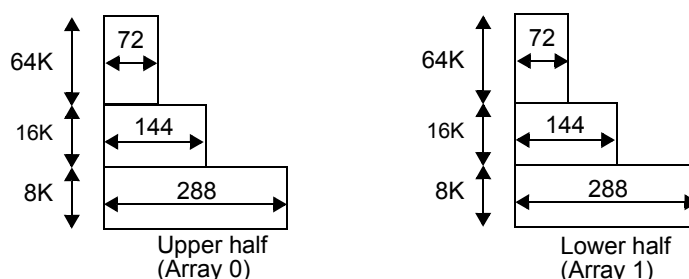 72
64K
144
16K
288
8K
Upper half
(Array 0)
72
64K
144
16K
288
8K
Lower half
(Array 1)